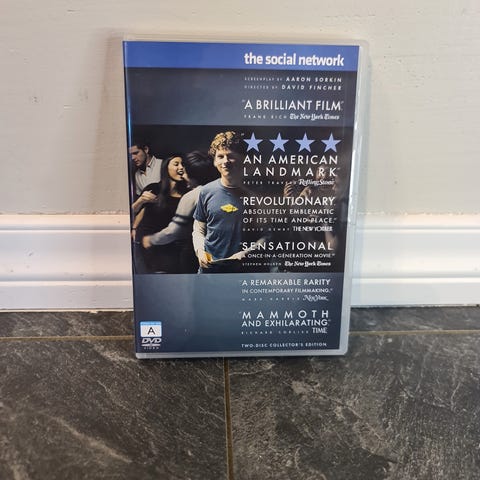 the social network
SCREENPLAY BY AARON SORKIN
DIRECTED BY DAVID FINCHER
"A BRILLIANT FILM"
FRANK RICH The New York Times
AN AMERICAN
LANDMARK"
PETER TRAVERS Rolling Stone
"REVOLUTIONARY
ABSOLUTELY EMBLEMATIC
OF ITS TIME AND PLACE."
DAVID DENBY THE NEW YORKER
"SENSATIONAL
A ONCE-IN-A-GENERATION MOVIE"
STEPHEN HOLDEN The New York Times
"A REMARKABLE RARITY
IN CONTEMPORARY FILMMAKING."
MARK HARRIS New York
"MAMMOTH
AND EXHILARATING"
RICHARD CORLISS TIME
A
DVD
VIDEO
TWO-DISC COLLECTOR'S EDITION